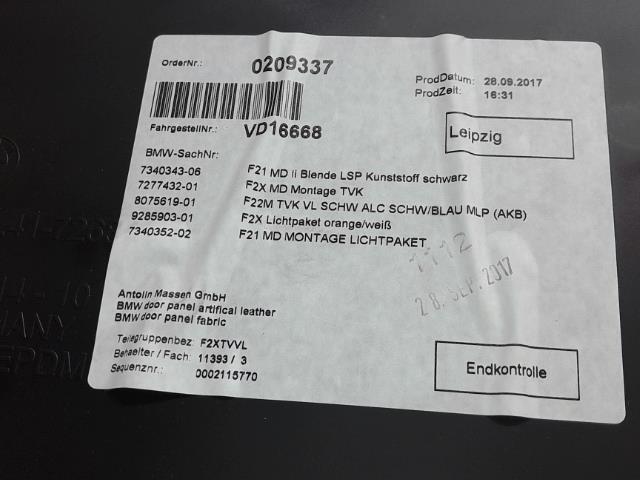 OrderNr.: 0209337
ProdDatum: 28.09.2017
ProdZeit: 16:31
FahrgestellNr.: VD16668
Leipzig
BMW-SachNr:
7340343-06 F21 MD li Blende LSP Kunststoff schwarz
7277432-01 F2X MD Montage TVK
8075619-01 F22M TVK VL SCHW ALC SCHW/BLAU MLP (AKB)
9285903-01 F2X Lichtpaket orange/weiß
7340352-02 F21 MD MONTAGE LICHTPAKET
1112
28. SEP. 2017
Antolin Massen GmbH
BMW door panel artifical leather
BMW door panel fabric
Teilegruppenbez: F2XTVVL
Behaelter / Fach: 11393 / 3
Sequenznr.: 0002115770
Endkontrolle